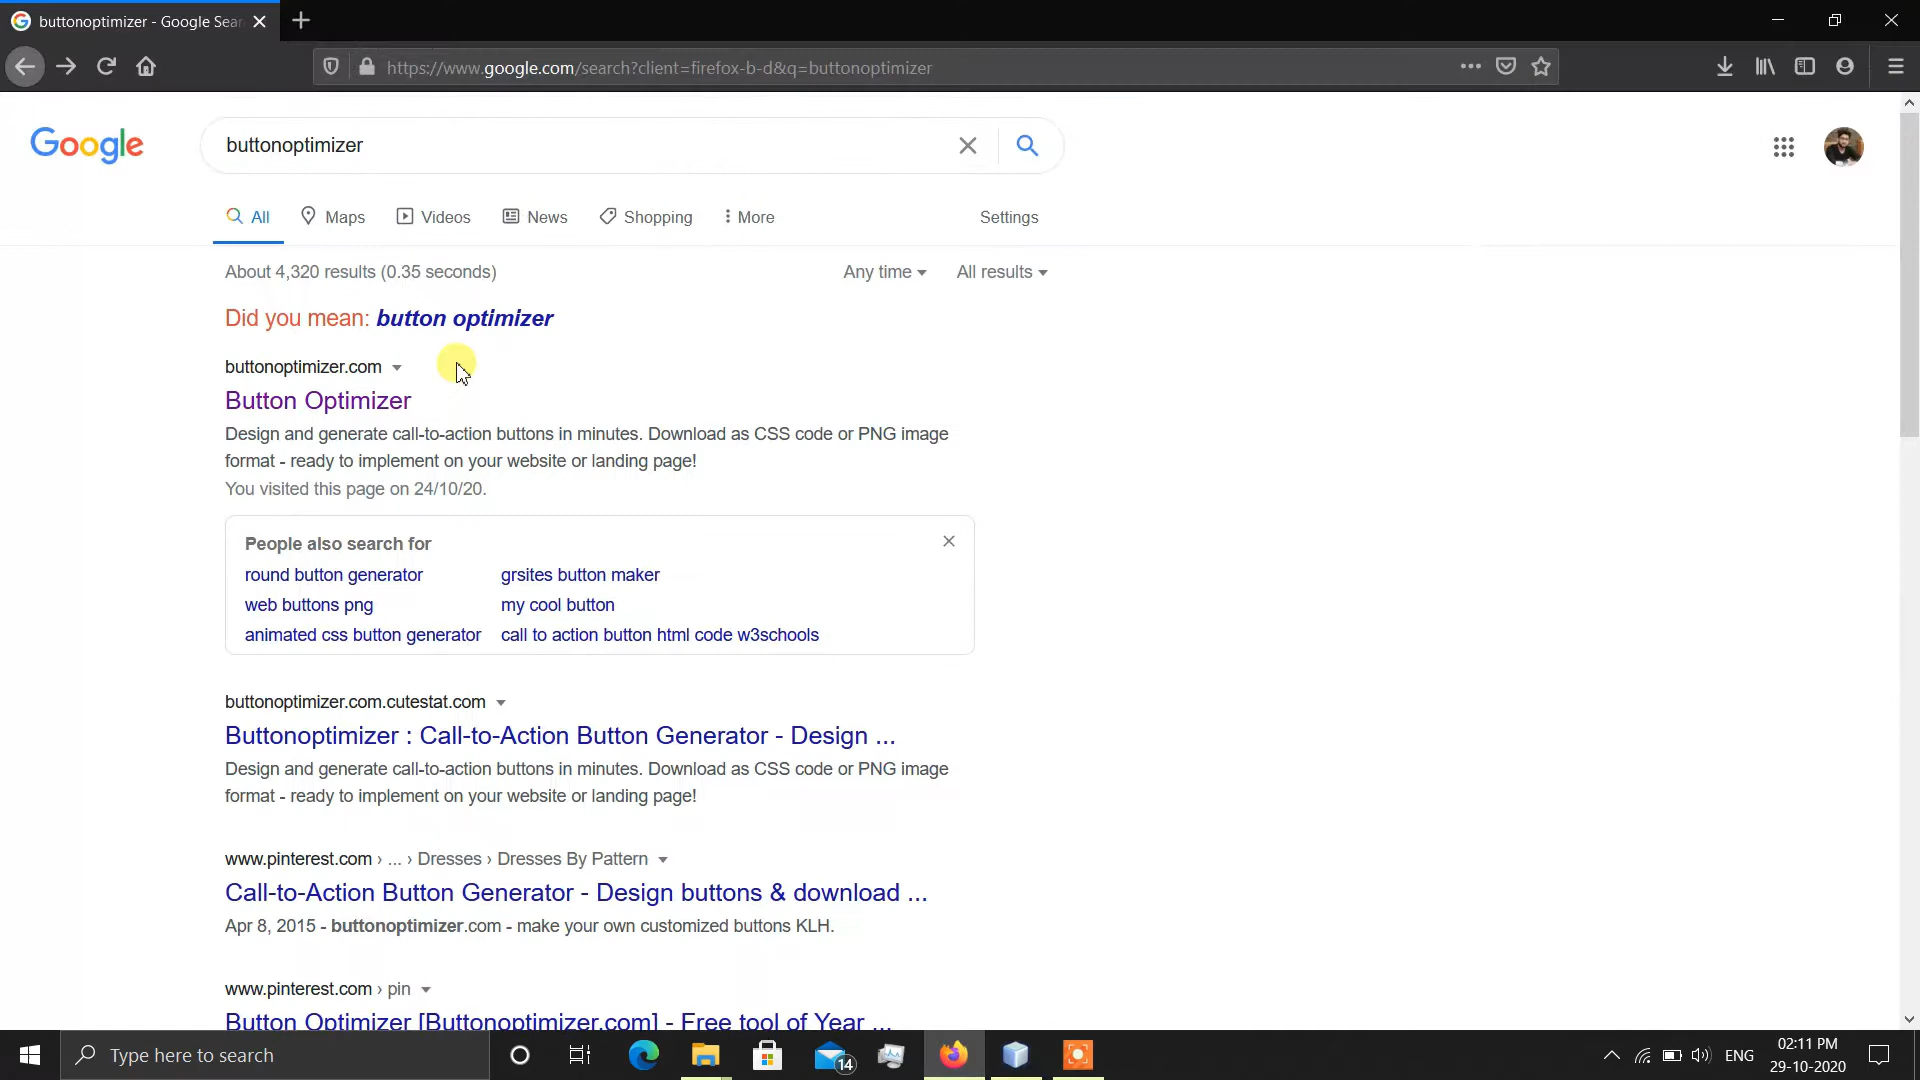 buttonoptimizer - Google Sear
https://www.google.com/search?client=firefox-b-d&q=buttonoptimizer
Google
buttonoptimizer
All
Maps
Videos
News
Shopping
More
Settings
About 4,320 results (0.35 seconds)
Any time
All results
Did you mean: button optimizer
buttonoptimizer.com
Button Optimizer
Design and generate call-to-action buttons in minutes. Download as CSS code or PNG image
format - ready to implement on your website or landing page!
You visited this page on 24/10/20.
People also search for
round button generator
grsites button maker
web buttons png
my cool button
animated css button generator
call to action button html code w3schools
buttonoptimizer.com.cutestat.com
Buttonoptimizer : Call-to-Action Button Generator - Design ...
Design and generate call-to-action buttons in minutes. Download as CSS code or PNG image
format - ready to implement on your website or landing page!
www.pinterest.com › ... › Dresses › Dresses By Pattern
Call-to-Action Button Generator - Design buttons & download ...
Apr 8, 2015 - buttonoptimizer.com - make your own customized buttons KLH.
www.pinterest.com › pin
Button Optimizer [Buttonoptimizer.com] - Free tool of Year ...
Type here to search
14
ENG
02:11 PM
29-10-2020